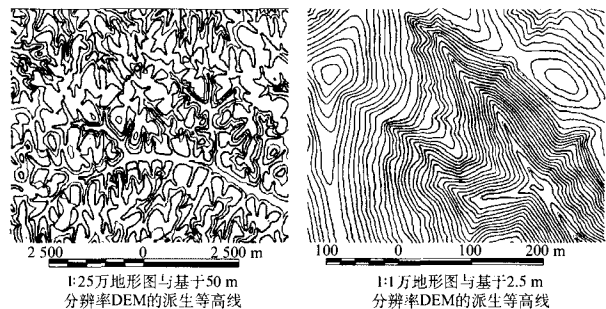 2 500 0 2 500 m
1:25万地形图与基于50 m
分辨率DEM的派生等高线
100 0 100 m 200 m
1:1万地形图与基于2.5 m
分辨率DEM的派生等高线